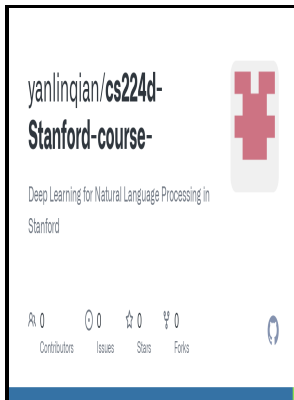 yanlinqian/cs224d-
Stanford-course-
Deep Learning for Natural Language Processing in
Stanford
0 0 0 0
Contributors Issues Stars Forks